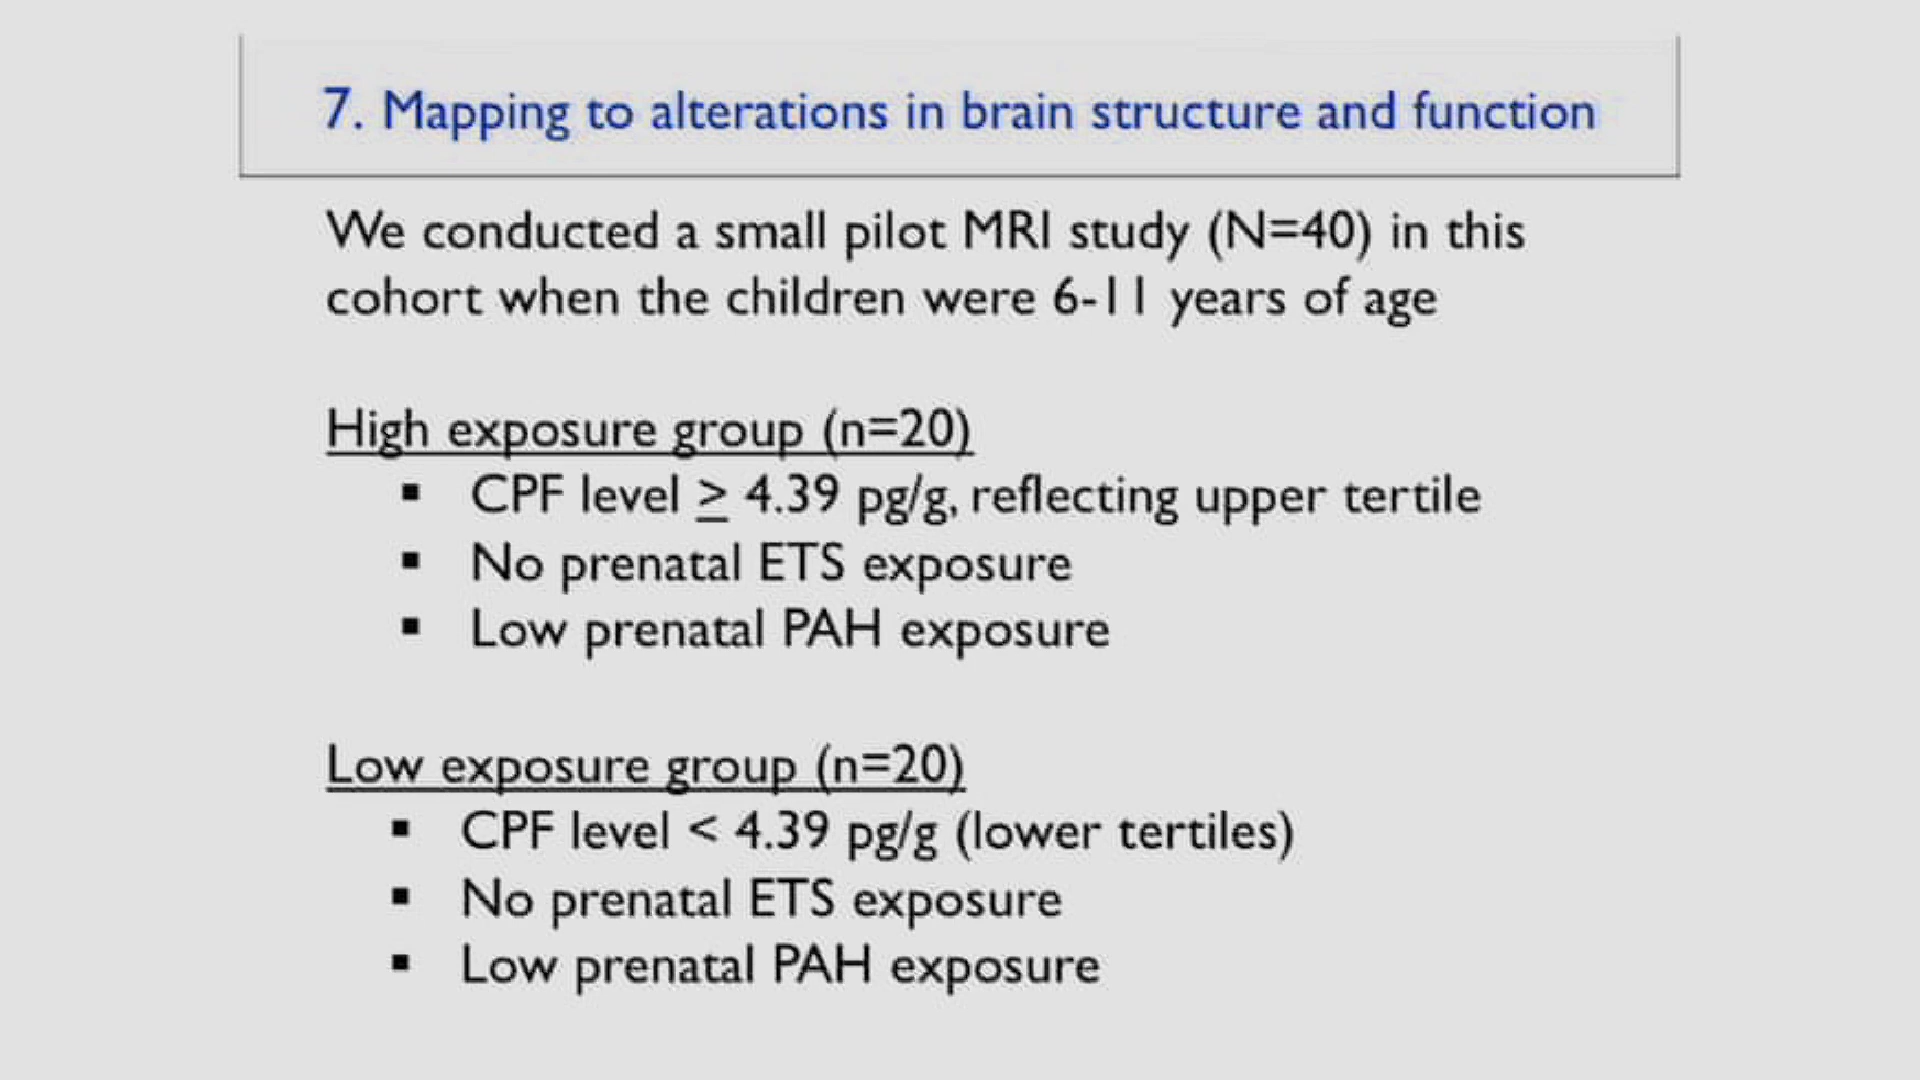 7. Mapping to alterations in brain structure and function
We conducted a small pilot MRI study (N=40) in this
cohort when the children were 6-11 years of age
High exposure group (n=20)
▪ CPF level ≥ 4.39 pg/g, reflecting upper tertile
▪ No prenatal ETS exposure
▪ Low prenatal PAH exposure
Low exposure group (n=20)
▪ CPF level < 4.39 pg/g (lower tertiles)
▪ No prenatal ETS exposure
▪ Low prenatal PAH exposure